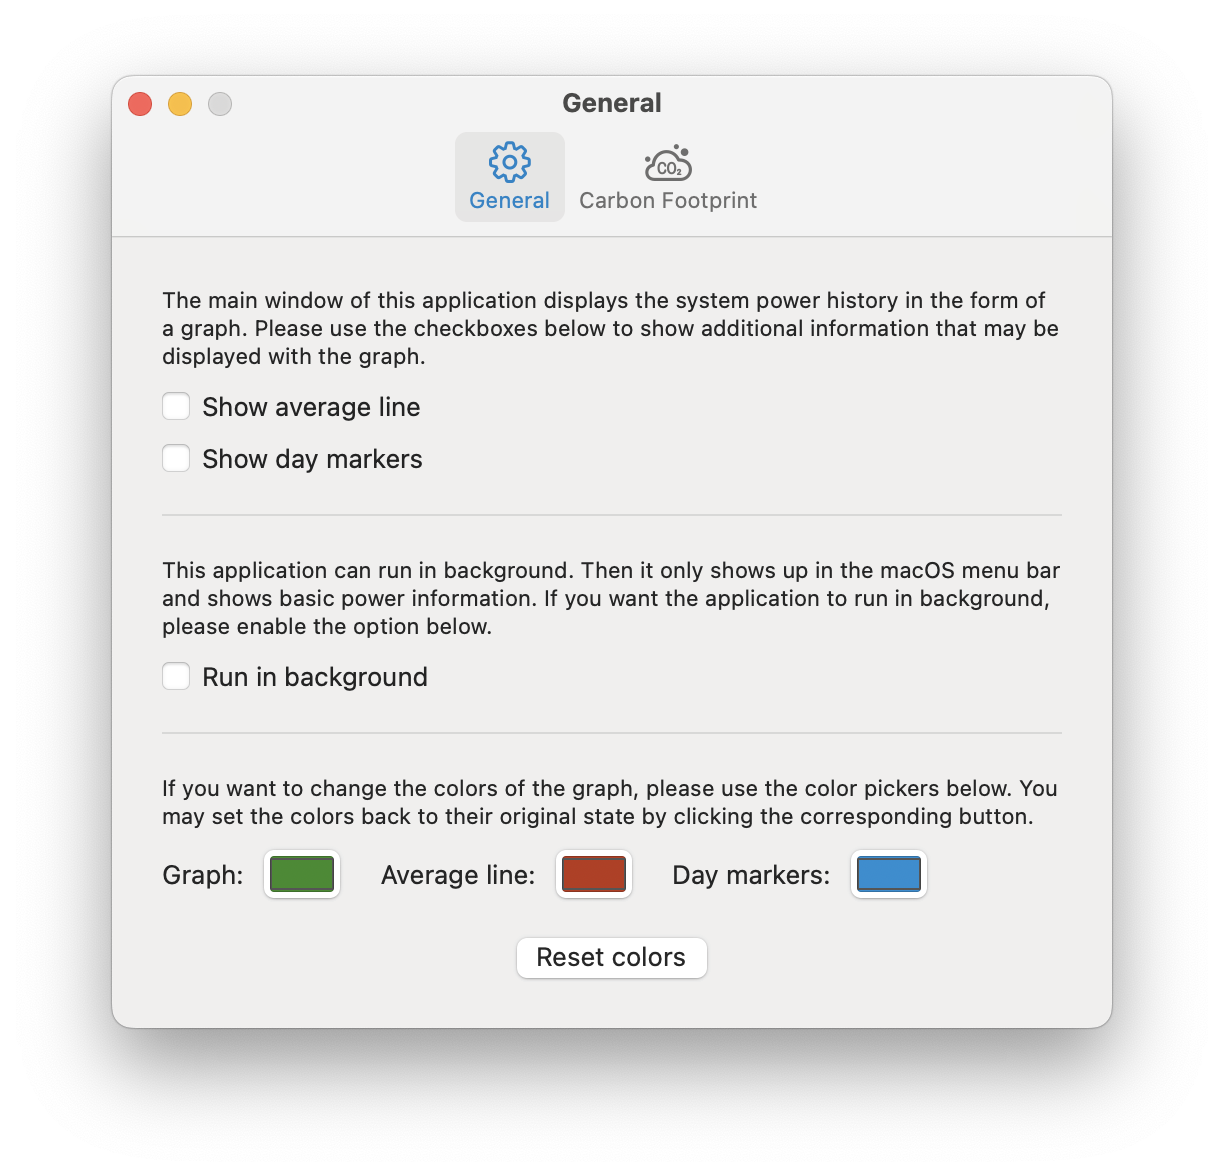 General
General
CO₂
Carbon Footprint
The main window of this application displays the system power history in the form of
a graph. Please use the checkboxes below to show additional information that may be
displayed with the graph.
Show average line
Show day markers
This application can run in background. Then it only shows up in the macOS menu bar
and shows basic power information. If you want the application to run in background,
please enable the option below.
Run in background
If you want to change the colors of the graph, please use the color pickers below. You
may set the colors back to their original state by clicking the corresponding button.
Graph: Average line: Day markers:
Reset colors